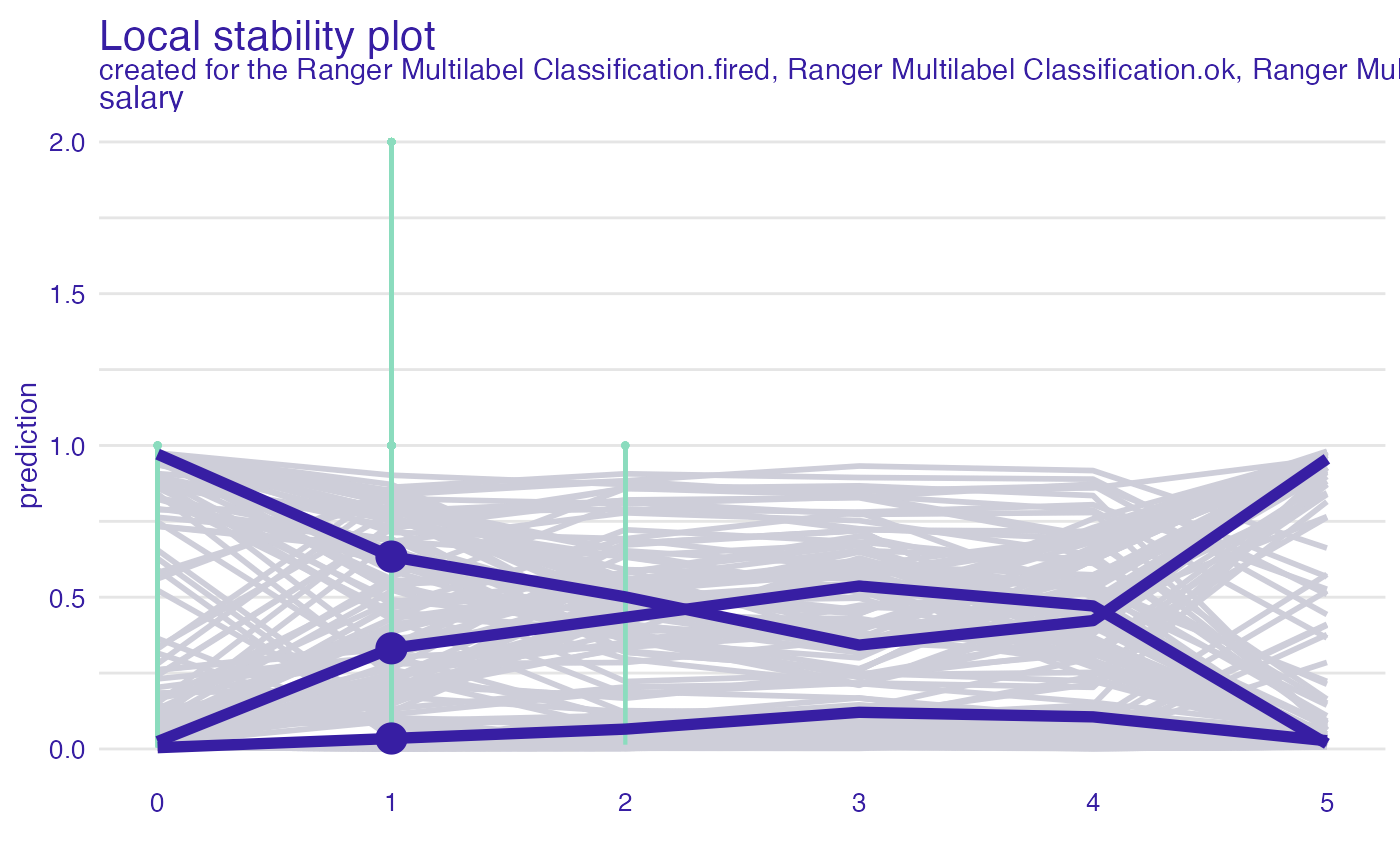 Local stability plot
created for the Ranger Multilabel Classification.fired, Ranger Multilabel Classification.ok, Ranger Mul
salary
2.0
1.5
1.0
0.5
0.0
prediction
0 1 2 3 4 5